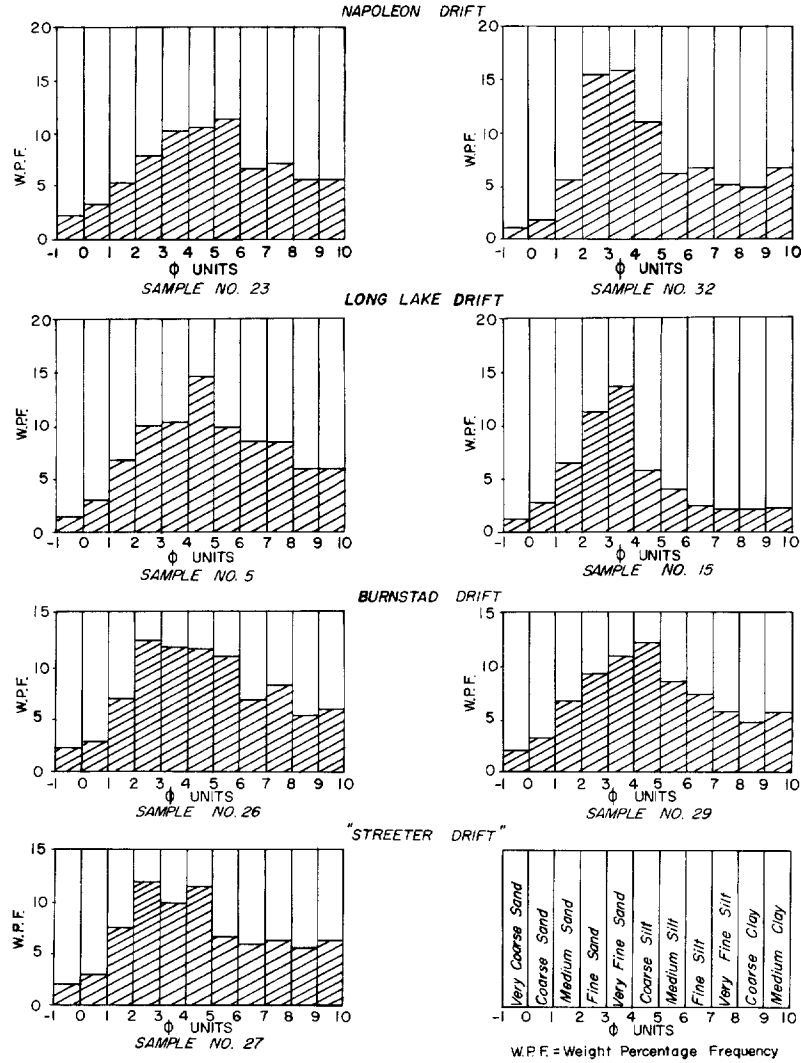 NAPOLEON DRIFT
20
15
10
5
0
W.P.F.
-1 0 1 2 3 4 5 6 7 8 9 10
ϕ UNITS
SAMPLE NO. 23
20
15
10
5
0
W.P.F.
-1 0 1 2 3 4 5 6 7 8 9 10
ϕ UNITS
SAMPLE NO. 32
LONG LAKE DRIFT
20
15
10
5
0
W.P.F.
-1 0 1 2 3 4 5 6 7 8 9 10
ϕ UNITS
SAMPLE NO. 5
20
15
10
5
0
W.P.F.
-1 0 1 2 3 4 5 6 7 8 9 10
ϕ UNITS
SAMPLE NO. 15
BURNSTAD DRIFT
15
10
5
0
W.P.F.
-1 0 1 2 3 4 5 6 7 8 9 10
ϕ UNITS
SAMPLE NO. 26
15
10
5
0
W.P.F.
-1 0 1 2 3 4 5 6 7 8 9 10
ϕ UNITS
SAMPLE NO. 29
"STREETER DRIFT"
15
10
5
0
W.P.F.
-1 0 1 2 3 4 5 6 7 8 9 10
ϕ UNITS
SAMPLE NO. 27
Very Coarse Sand
Coarse Sand
Medium Sand
Fine Sand
Very Fine Sand
Coarse Silt
Medium Silt
Fine Silt
Very Fine Silt
Coarse Clay
Medium Clay
-1 0 1 2 3 4 5 6 7 8 9 10
ϕ UNITS
W.P.F. = Weight Percentage Frequency